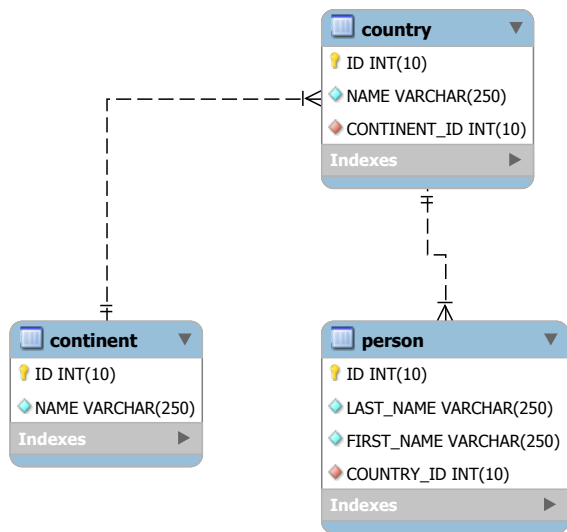 country
ID INT(10)
NAME VARCHAR(250)
CONTINENT_ID INT(10)
Indexes
continent
ID INT(10)
NAME VARCHAR(250)
Indexes
person
ID INT(10)
LAST_NAME VARCHAR(250)
FIRST_NAME VARCHAR(250)
COUNTRY_ID INT(10)
Indexes